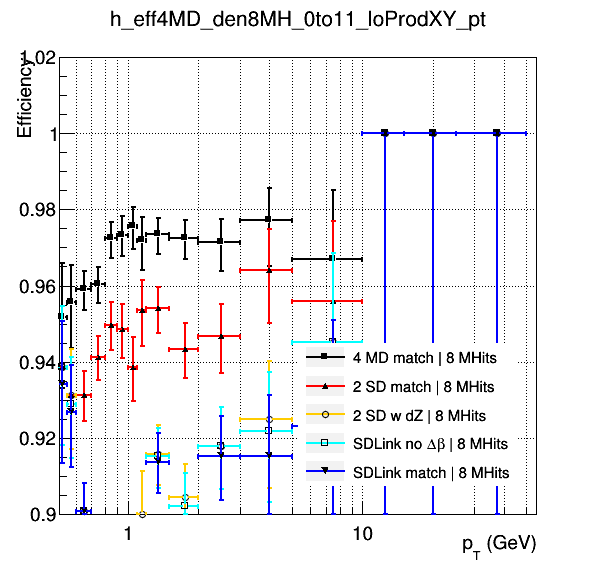 h_eff4MD_den8MH_0to11_loProdXY_pt
Efficiency
1.02
1
0.98
0.96
0.94
0.92
0.9
4 MD match | 8 MHits
2 SD match | 8 MHits
2 SD w dZ | 8 MHits
SDLink no Δβ | 8 MHits
SDLink match | 8 MHits
1
10
p_T (GeV)